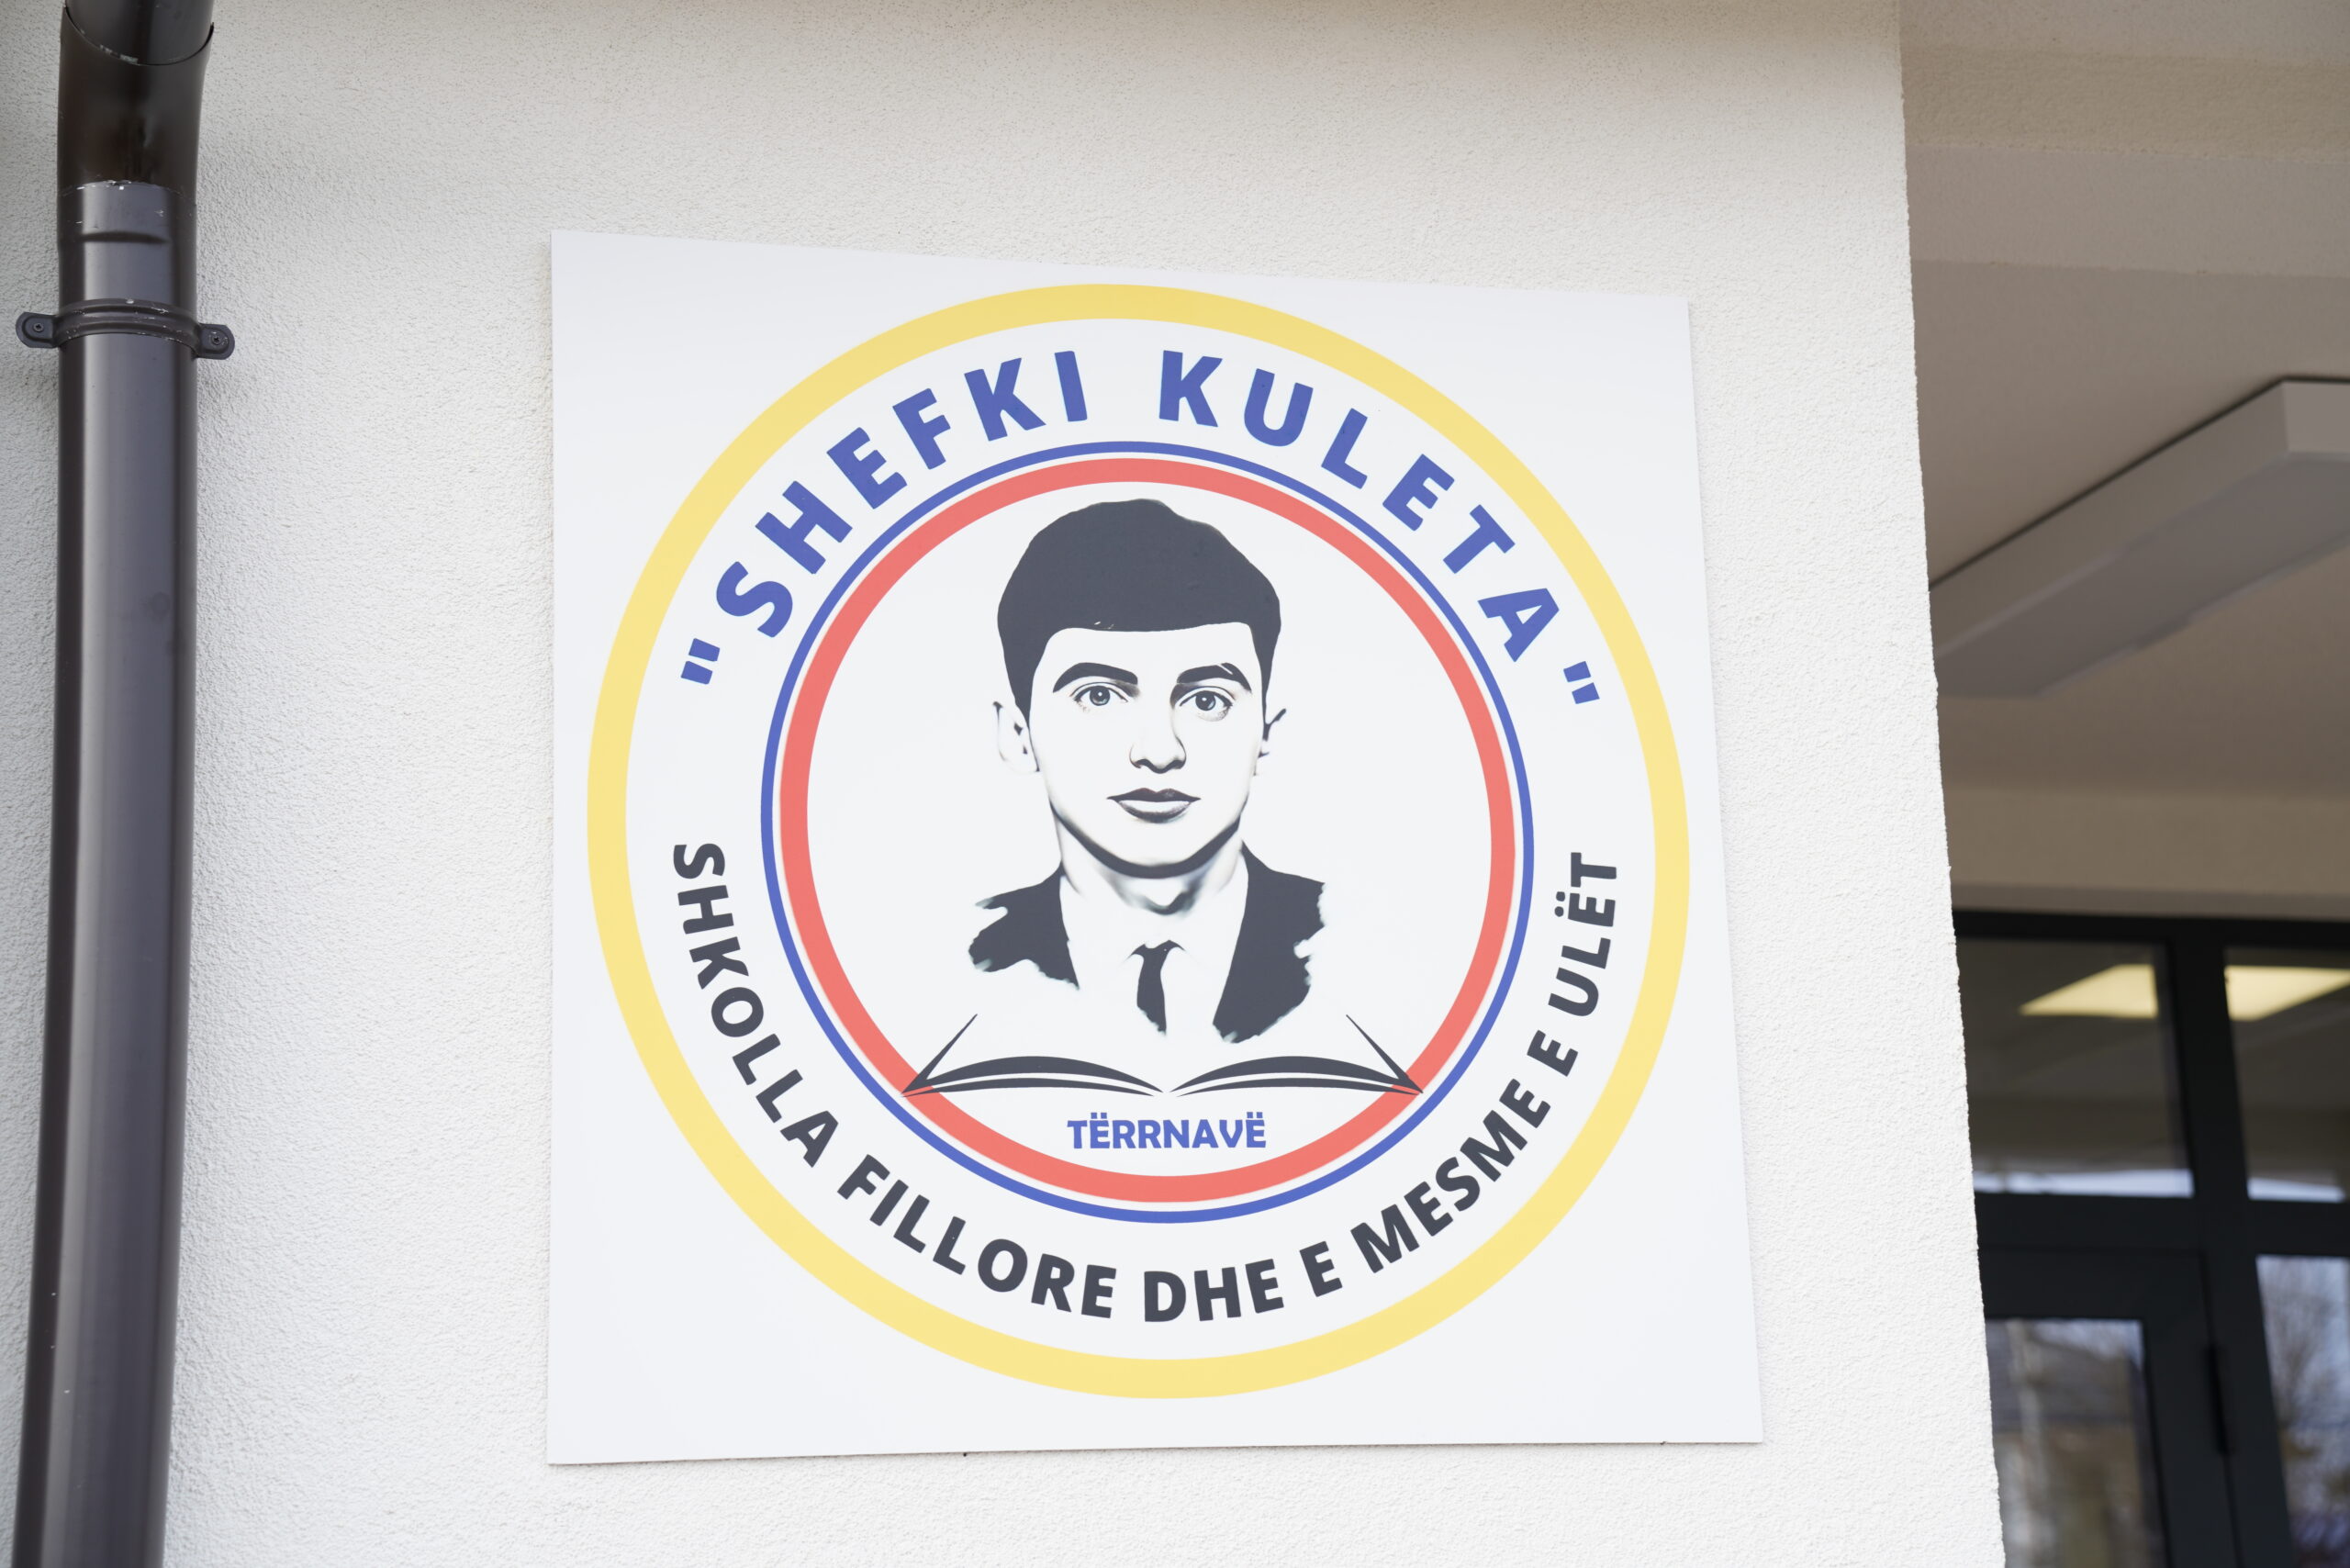 "SHEFKI KULETA"
TËRRNAVË
SHKOLLA FILLORE DHE E MESME E ULËT